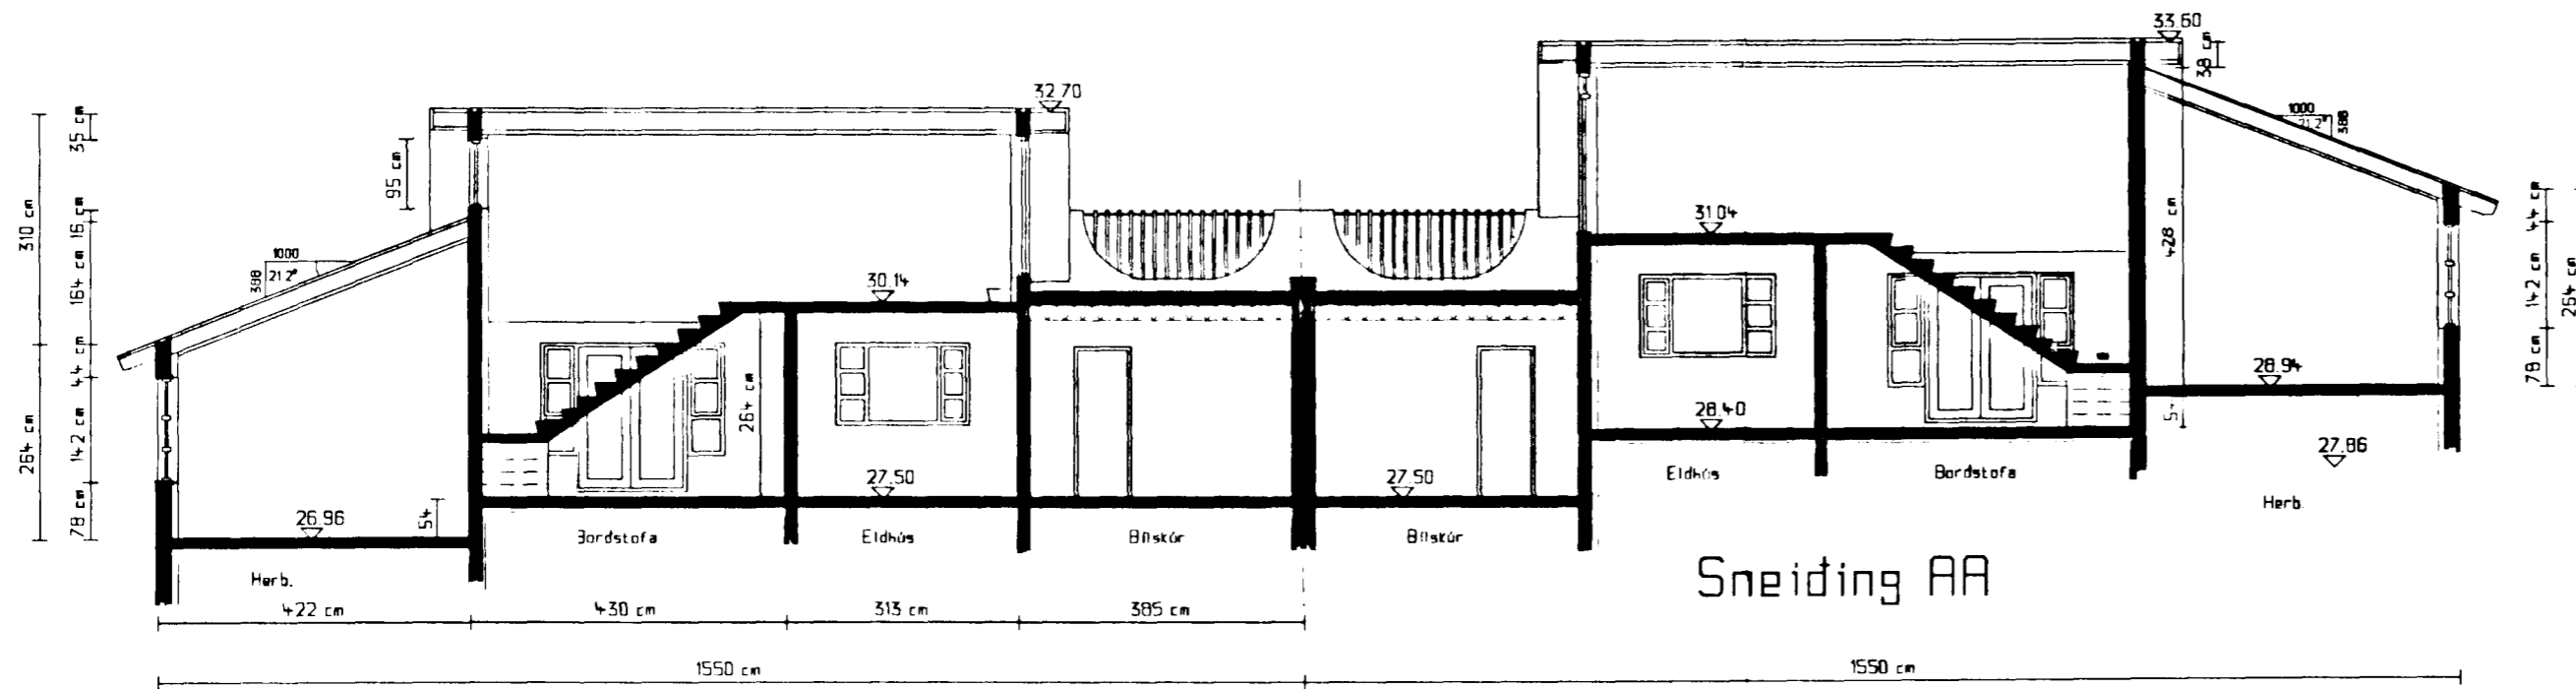 33.60
38 cm
32.70
35 cm
95 cm
310 cm
16 cm
164 cm
44 cm
264 cm
142 cm
78 cm
1000
388
21.2°
1000
21.2°
388
428 cm
44 cm
142 cm
264 cm
78 cm
31.04
30.14
264 cm
28.94
28.40
54
27.86
27.50
27.50
26.96
54
Herb.
Bordstofa
Eldhús
Bílskúr
Bílskúr
Eldhús
Bordstofa
Herb.
Sneiðing AA
422 cm
430 cm
313 cm
385 cm
1550 cm
1550 cm